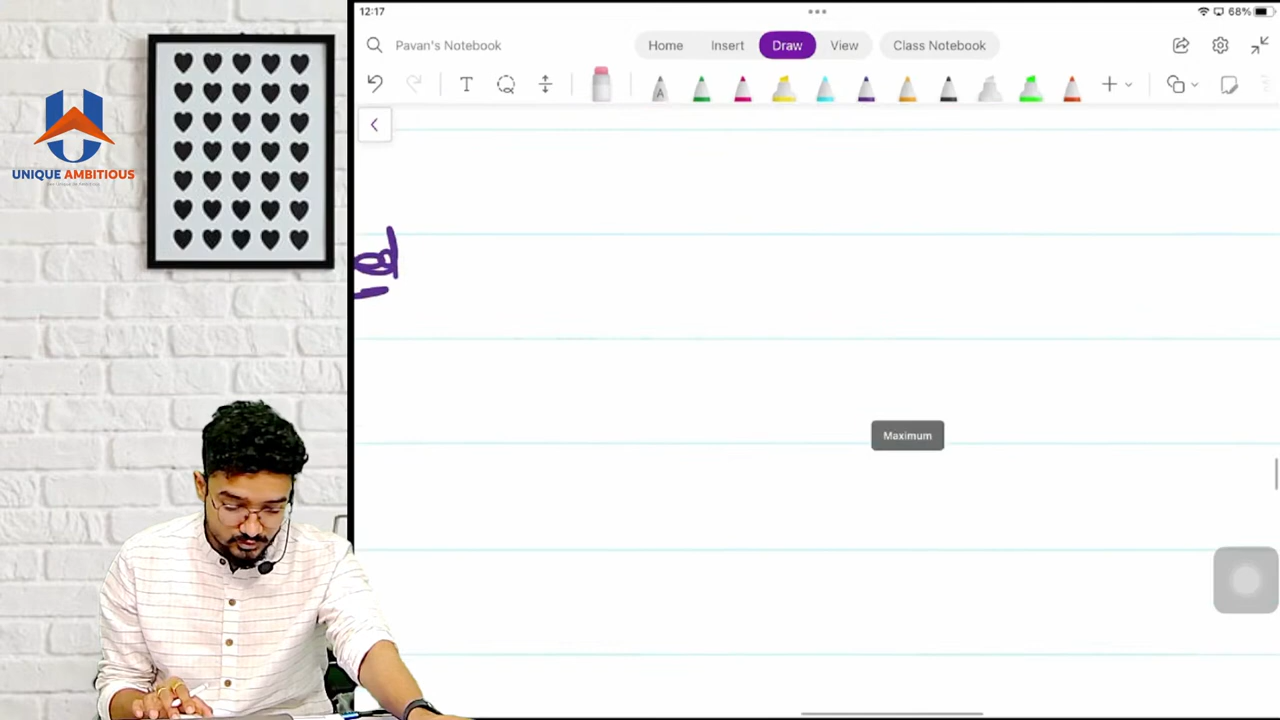 12:17
68%
Pavan's Notebook
Home
Insert
Draw
View
Class Notebook
UNIQUE AMBITIOUS
Maximum